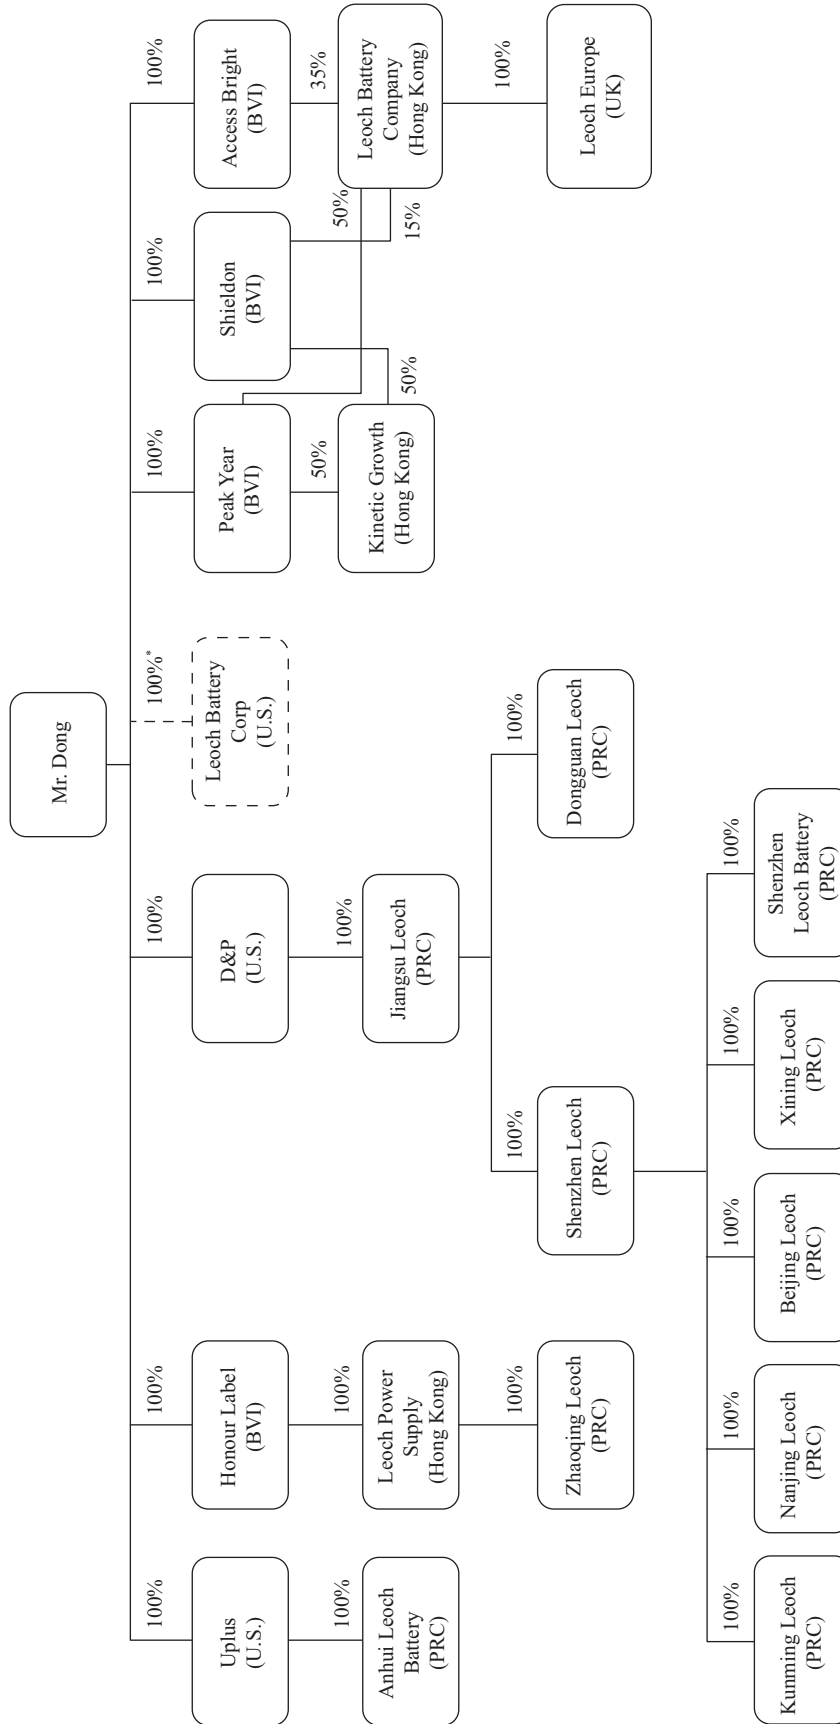 Mr. Dong
100%
100%
100%
100%*
100%
100%
100%
Uplus
(U.S.)
Honour Label
(BVI)
D&P
(U.S.)
Leoch Battery
Corp
(U.S.)
Peak Year
(BVI)
Shieldon
(BVI)
Access Bright
(BVI)
100%
100%
100%
50%
50%
50%
15%
35%
Anhui Leoch
Battery
(PRC)
Leoch Power
Supply
(Hong Kong)
Jiangsu Leoch
(PRC)
Kinetic Growth
(Hong Kong)
Leoch Battery
Company
(Hong Kong)
100%
100%
100%
100%
Zhaoqing Leoch
(PRC)
Shenzhen Leoch
(PRC)
Dongguan Leoch
(PRC)
Leoch Europe
(UK)
100%
100%
100%
100%
100%
Kunming Leoch
(PRC)
Nanjing Leoch
(PRC)
Beijing Leoch
(PRC)
Xining Leoch
(PRC)
Shenzhen
Leoch Battery
(PRC)